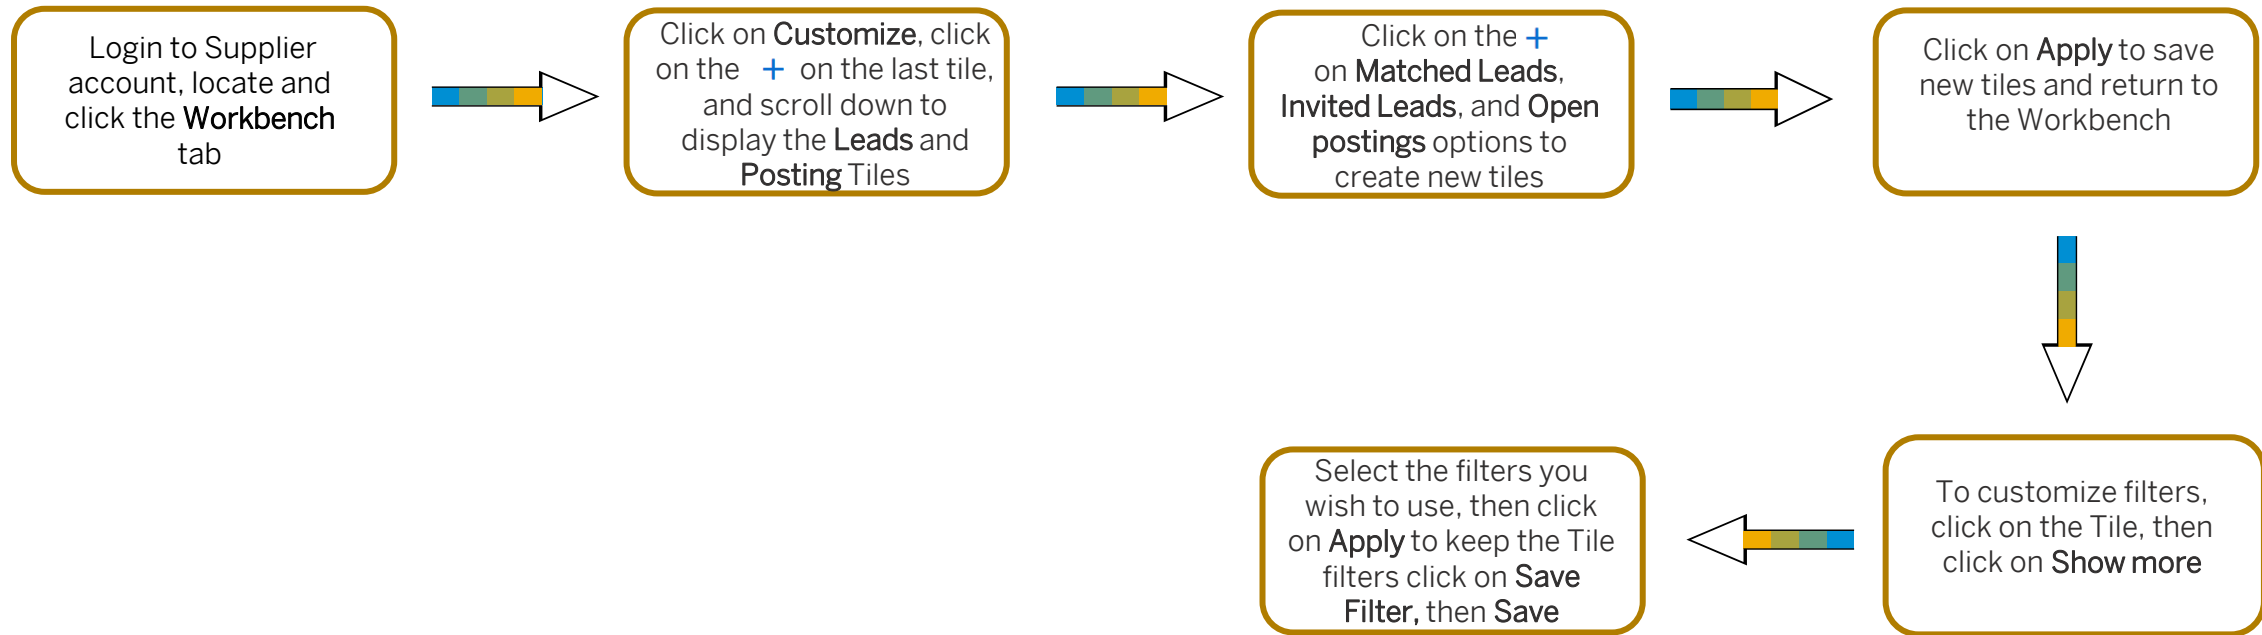 Login to Supplier
account, locate and
click the Workbench
tab
Click on Customize, click
on the + on the last tile,
and scroll down to
display the Leads and
Posting Tiles
Click on the +
on Matched Leads,
Invited Leads, and Open
postings options to
create new tiles
Click on Apply to save
new tiles and return to
the Workbench
To customize filters,
click on the Tile, then
click on Show more
Select the filters you
wish to use, then click
on Apply to keep the Tile
filters click on Save
Filter, then Save